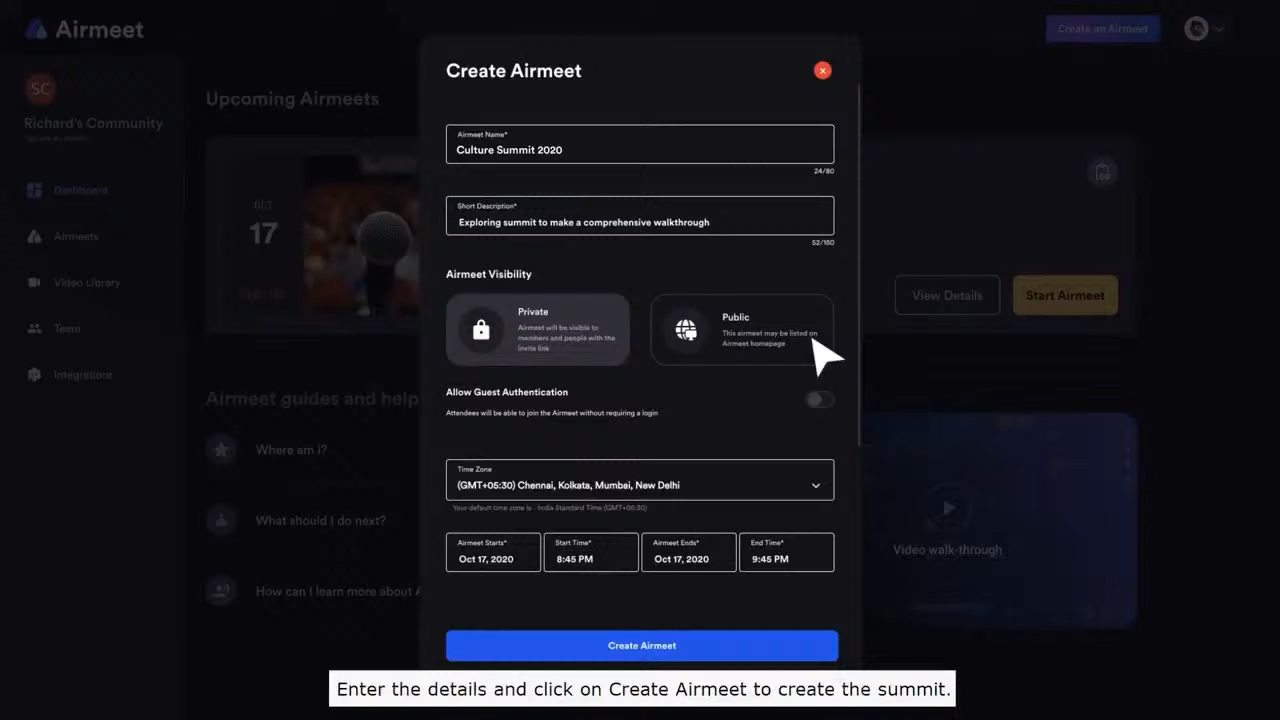 Airmeet
Create an Airmeet
SC
Richard's Community
Dashboard
Airmeets
Video Library
Team
Integrations
Upcoming Airmeets
OCT
17
View Details
Start Airmeet
Airmeet guides and help
Where am I?
What should I do next?
How can I learn more about A
Video walk-through
Create Airmeet
Airmeet Name*
Culture Summit 2020
24/80
Short Description*
Exploring summit to make a comprehensive walkthrough
52/150
Airmeet Visibility
Private
Airmeet will be visible to
members and people with the
invite link
Public
This airmeet may be listed on
Airmeet homepage
Allow Guest Authentication
Attendees will be able to join the Airmeet without requiring a login
Time Zone
(GMT+05:30) Chennai, Kolkata, Mumbai, New Delhi
Your default time zone is - India Standard Time (GMT+05:30)
Airmeet Starts*
Oct 17, 2020
Start Time*
8:45 PM
Airmeet Ends*
Oct 17, 2020
End Time*
9:45 PM
Create Airmeet
Enter the details and click on Create Airmeet to create the summit.